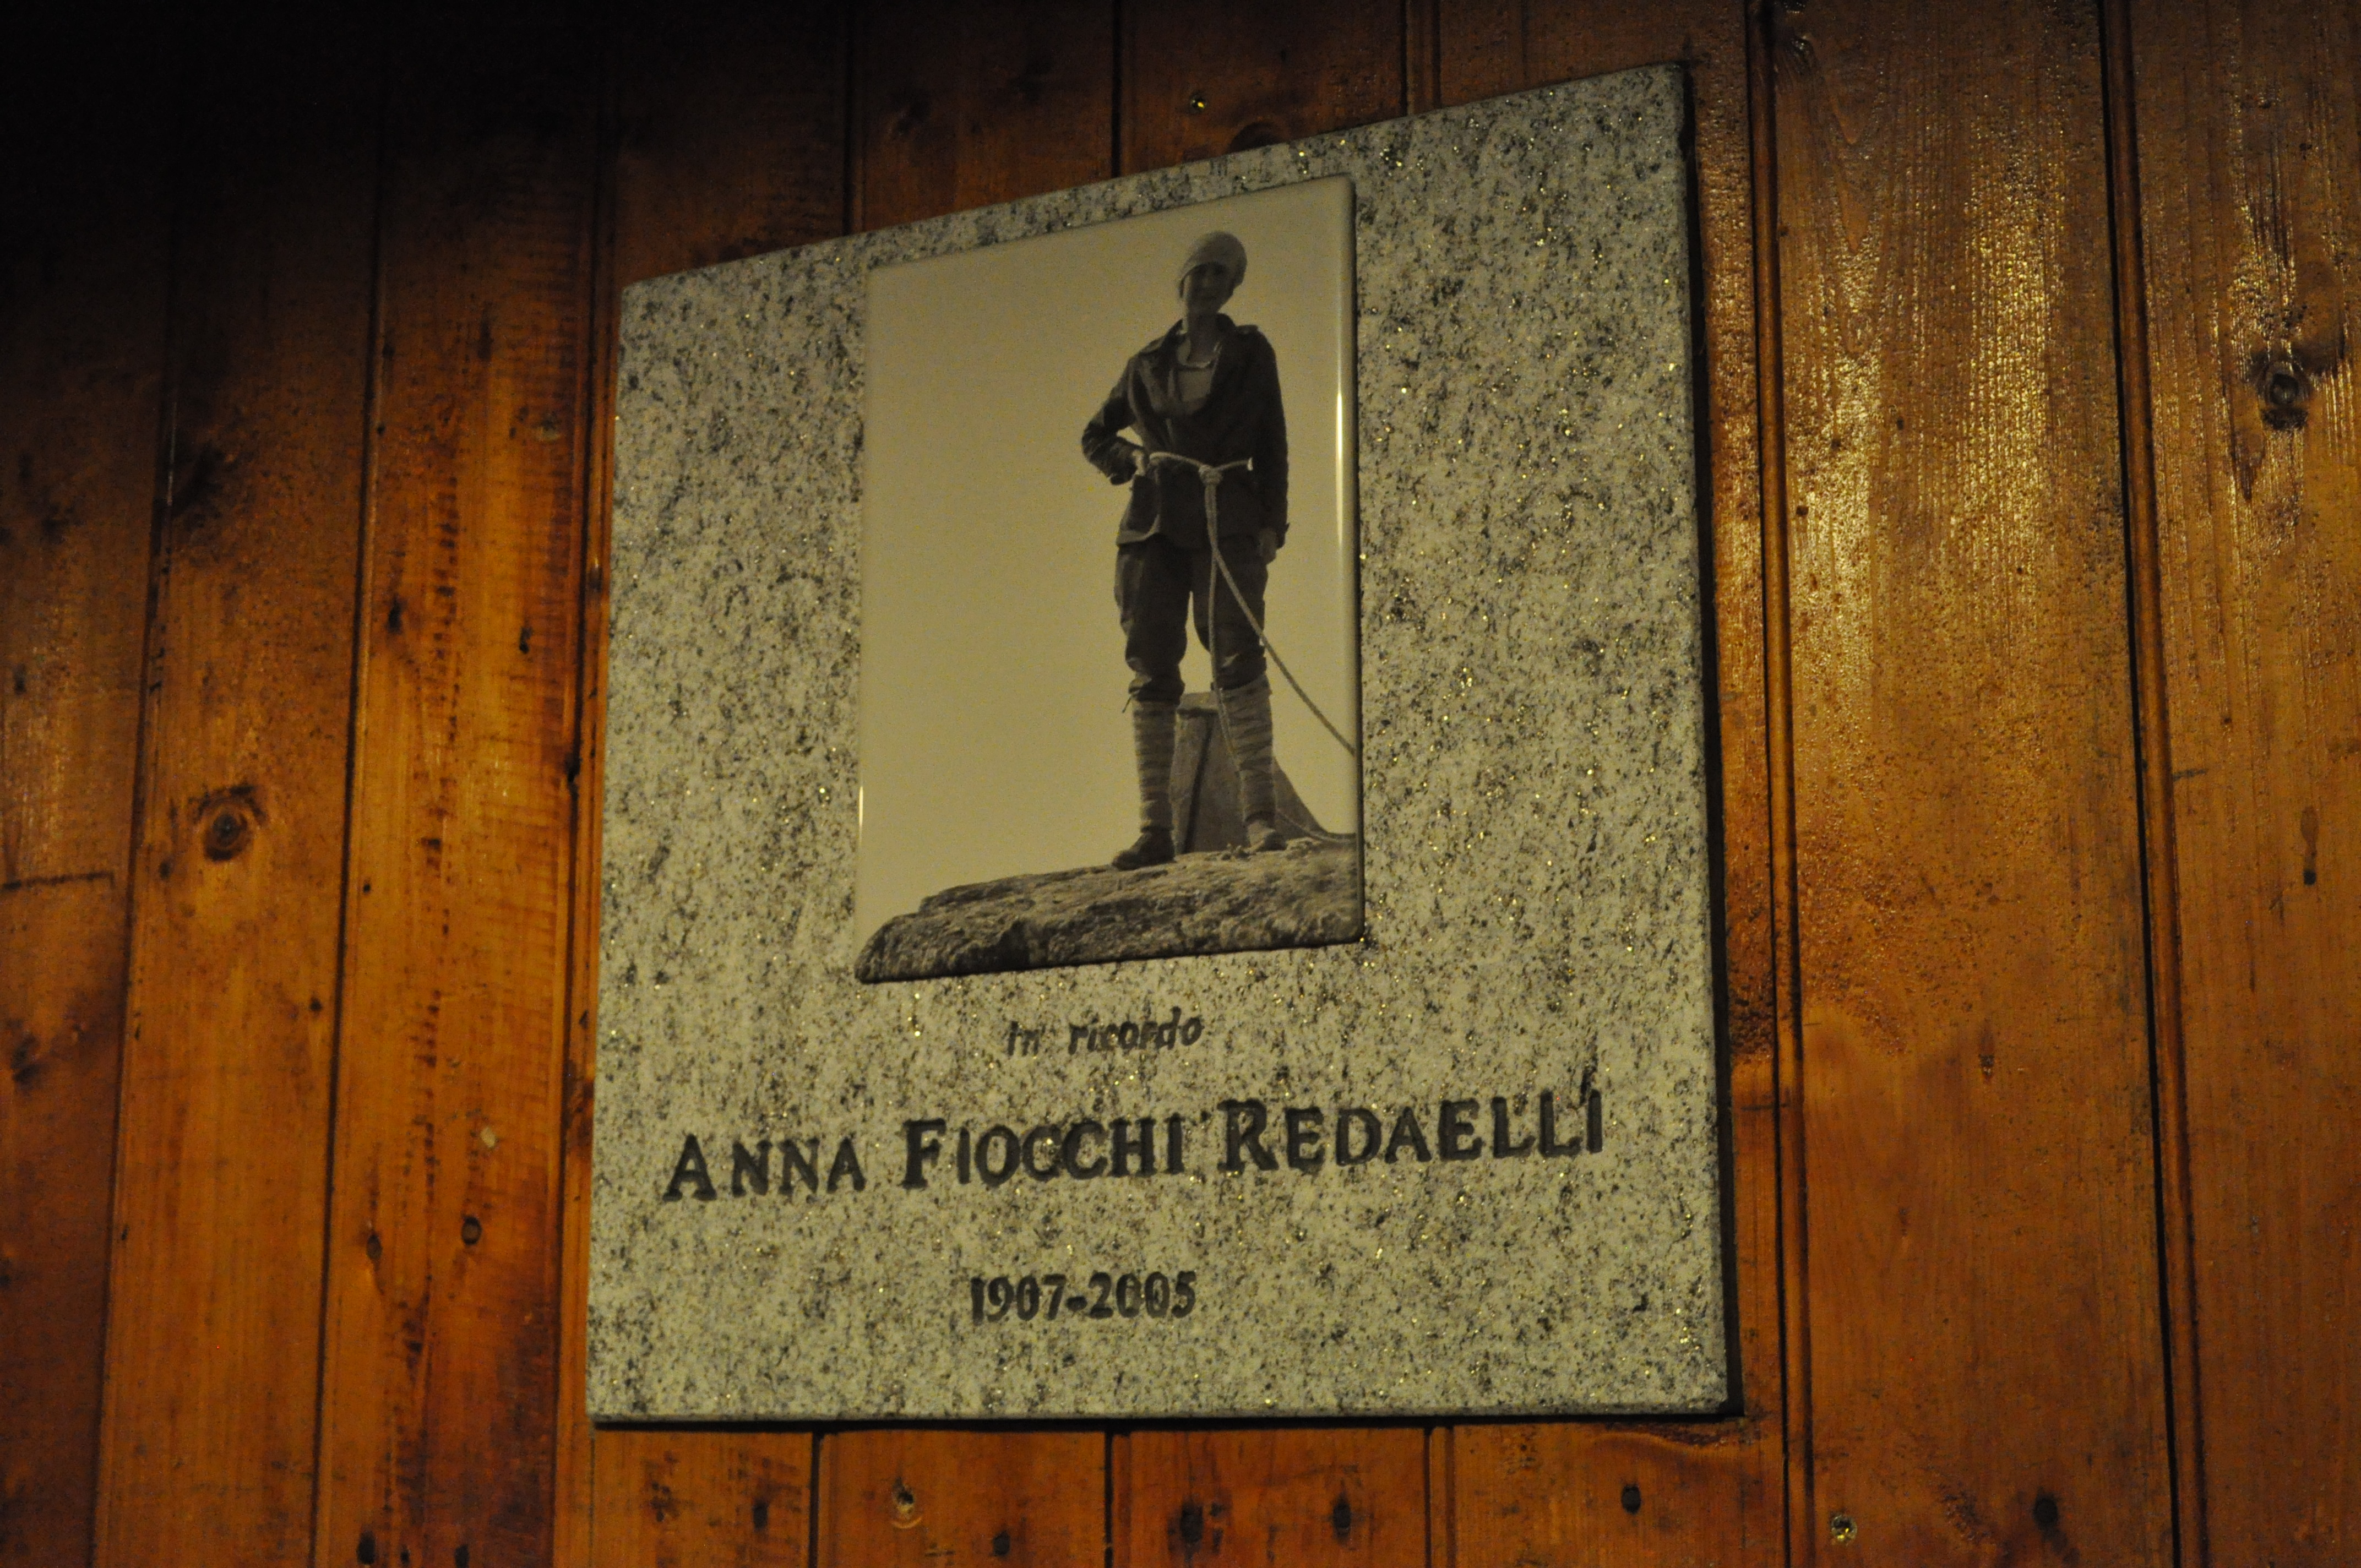 in ricordo
ANNA FIOCCHI REDAELLI
1907-2005